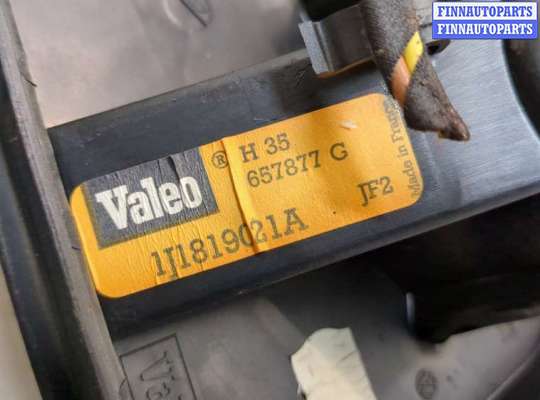 FINNAUTOPARTS
FINNAUTOPARTS
Valeo ®
H 35
657877 G
JF2
Made in France
1J1819021A